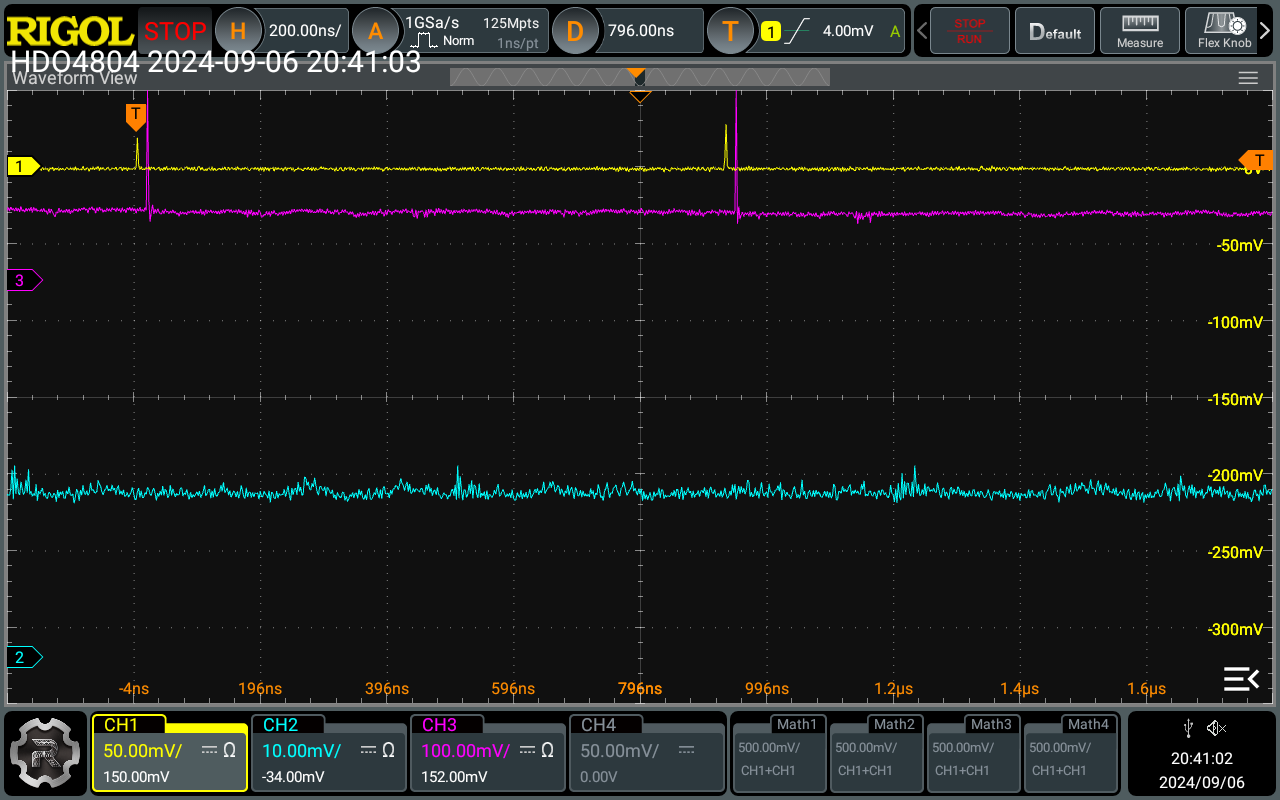 RIGOL STOP H 200.00ns/ A 1GSa/s Norm 125Mpts 1ns/pt D 796.00ns T 1 4.00mV A STOP RUN Default Measure Flex Knob
HDO4804 2024-09-06 20:41:03
Waveform View
T
1
T
0V
-50mV
3
-100mV
-150mV
-200mV
-250mV
-300mV
2
-4ns 196ns 396ns 596ns 796ns 996ns 1.2µs 1.4µs 1.6µs
CH1 CH2 CH3 CH4 Math1 Math2 Math3 Math4
50.00mV/ Ω 10.00mV/ Ω 100.00mV/ Ω 50.00mV/ 500.00mV/ 500.00mV/ 500.00mV/ 500.00mV/
150.00mV -34.00mV 152.00mV 0.00V CH1+CH1 CH1+CH1 CH1+CH1 CH1+CH1
R
20:41:02
2024/09/06